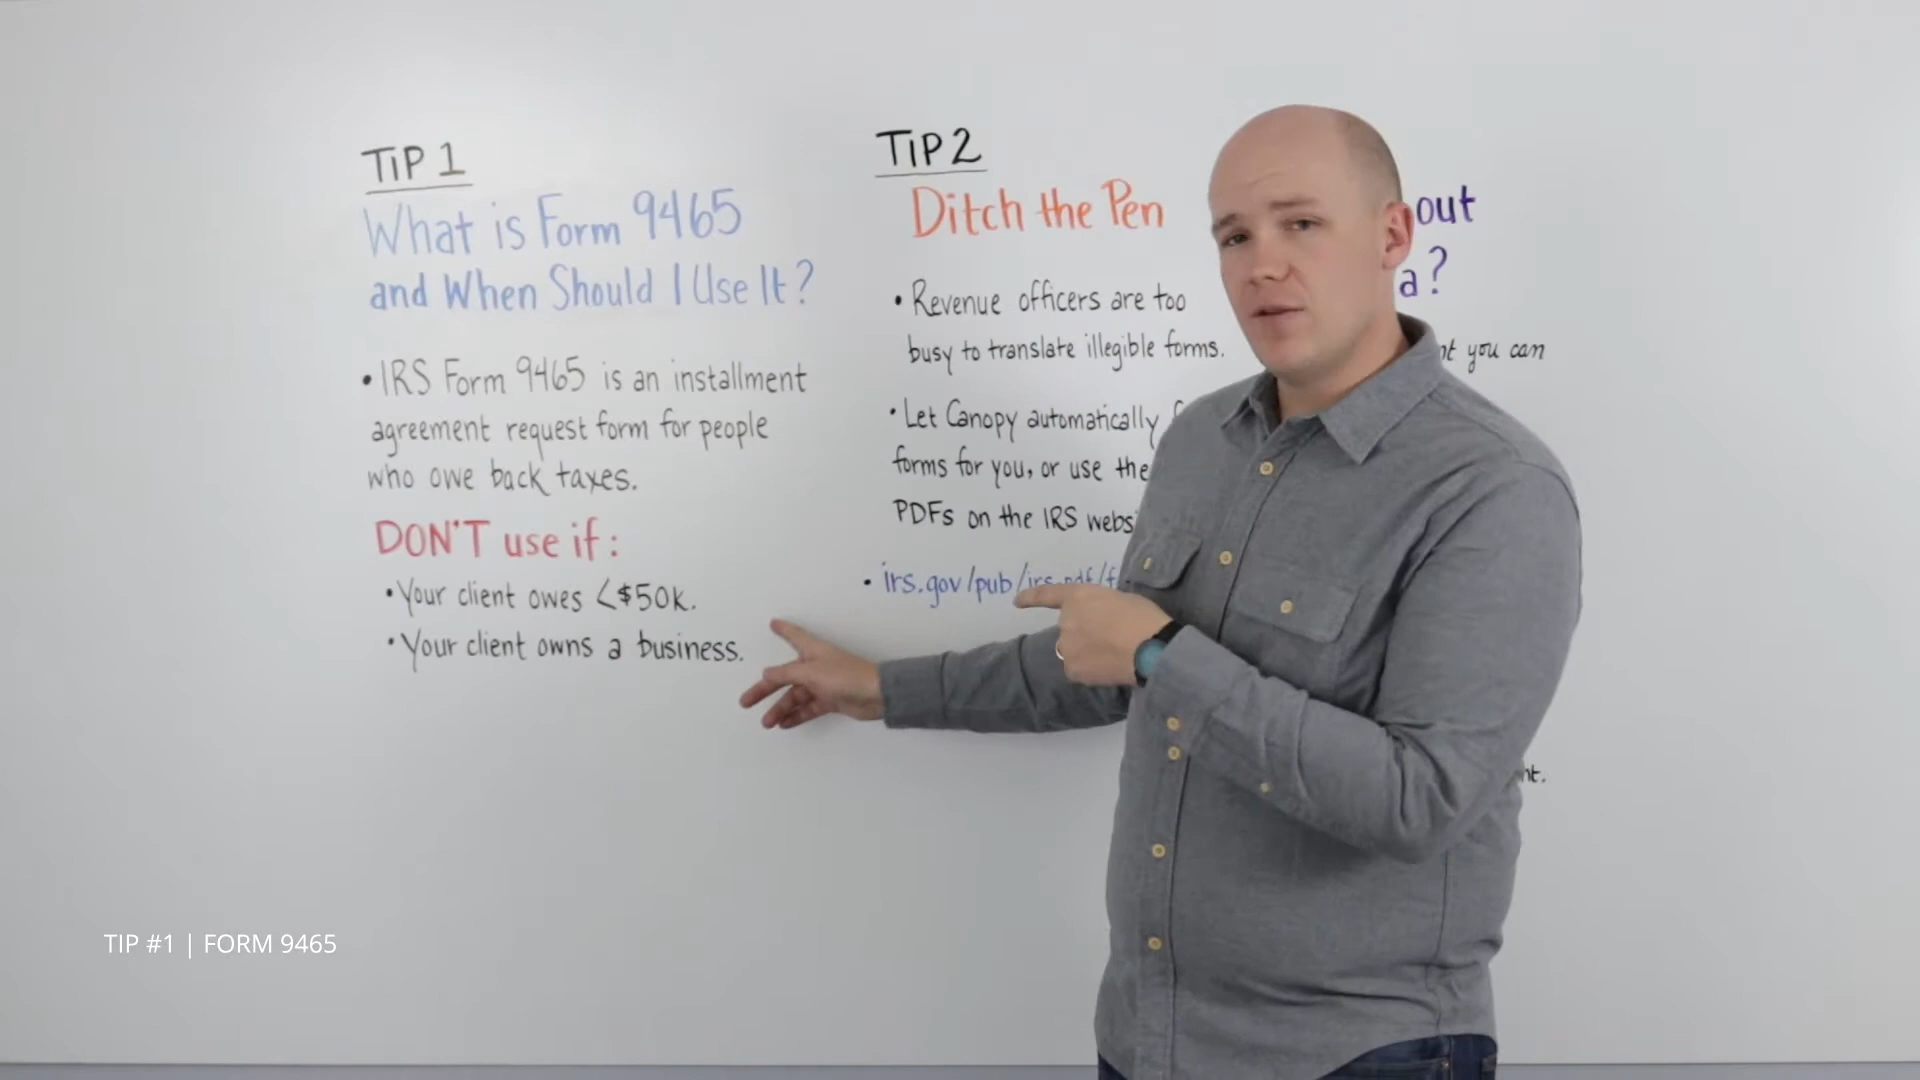 TiP 1
What is Form 9465
and When Should I Use It?
• IRS Form 9465 is an installment
agreement request form for people
who owe back taxes.
DON'T use if:
• Your client owes <$50k.
• Your client owns a business.
TiP 2
Ditch the Pen
• Revenue officers are too
busy to translate illegible forms.
• Let Canopy automatically
forms for you, or use the
PDFs on the IRS
• irs.gov/pub/irs-pdf/f
out
a?
you can
TIP #1 | FORM 9465